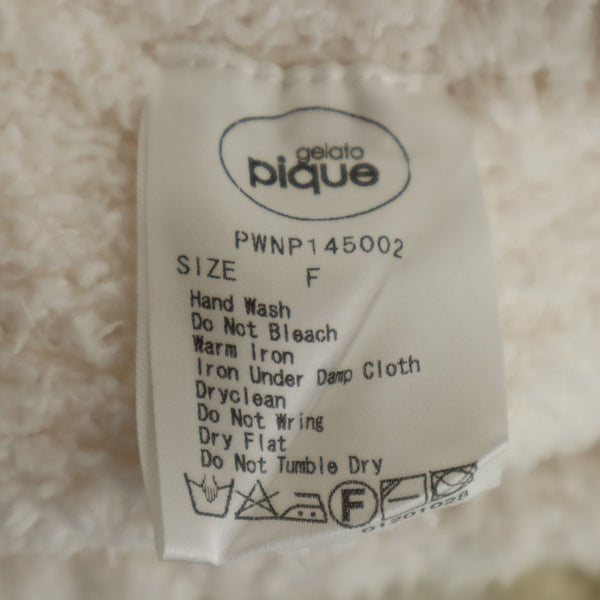 gelato
pique
PWNP145002
SIZE F
Hand Wash
Do Not Bleach
Warm Iron
Iron Under Damp Cloth
Dryclean
Do Not Wring
Dry Flat
Do Not Tumble Dry
F
01201028